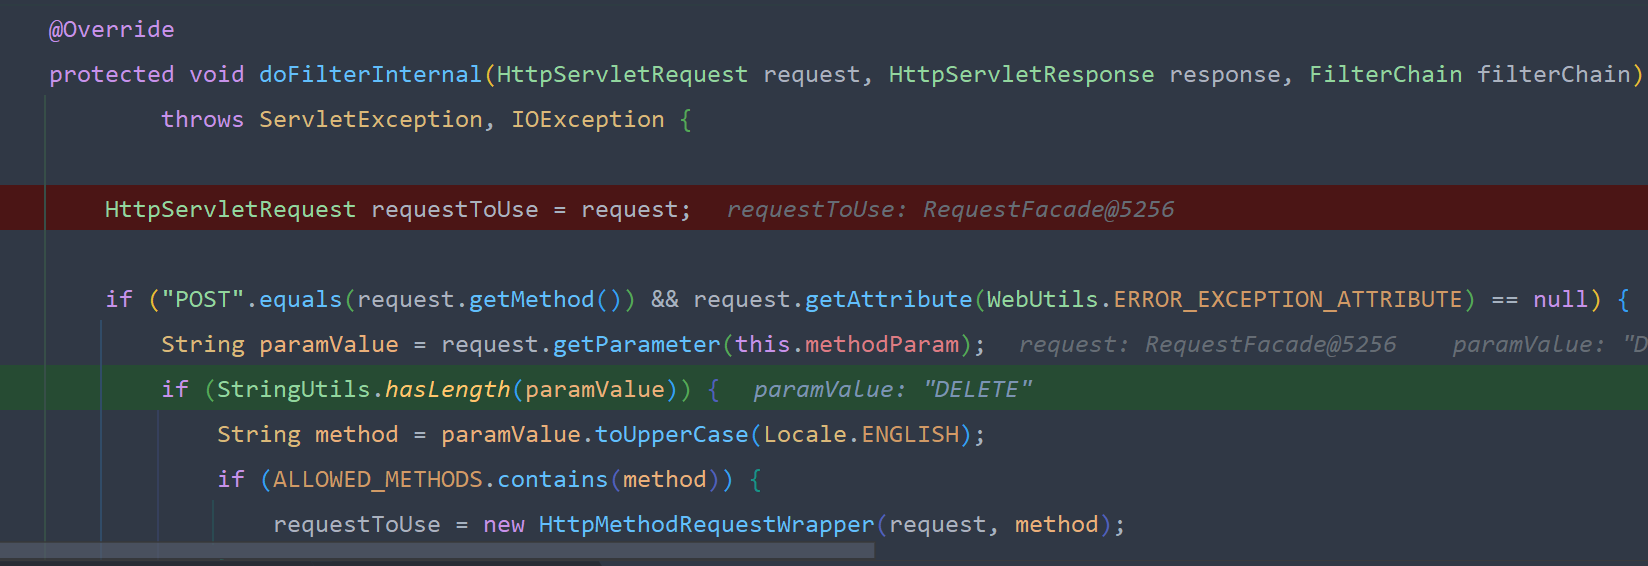 @Override
protected void doFilterInternal(HttpServletRequest request, HttpServletResponse response, FilterChain filterChain)
throws ServletException, IOException {
HttpServletRequest requestToUse = request; requestToUse: RequestFacade@5256
if ("POST".equals(request.getMethod()) && request.getAttribute(WebUtils.ERROR_EXCEPTION_ATTRIBUTE) == null) {
String paramValue = request.getParameter(this.methodParam); request: RequestFacade@5256 paramValue: "D
if (StringUtils.hasLength(paramValue)) { paramValue: "DELETE"
String method = paramValue.toUpperCase(Locale.ENGLISH);
if (ALLOWED_METHODS.contains(method)) {
requestToUse = new HttpMethodRequestWrapper(request, method);